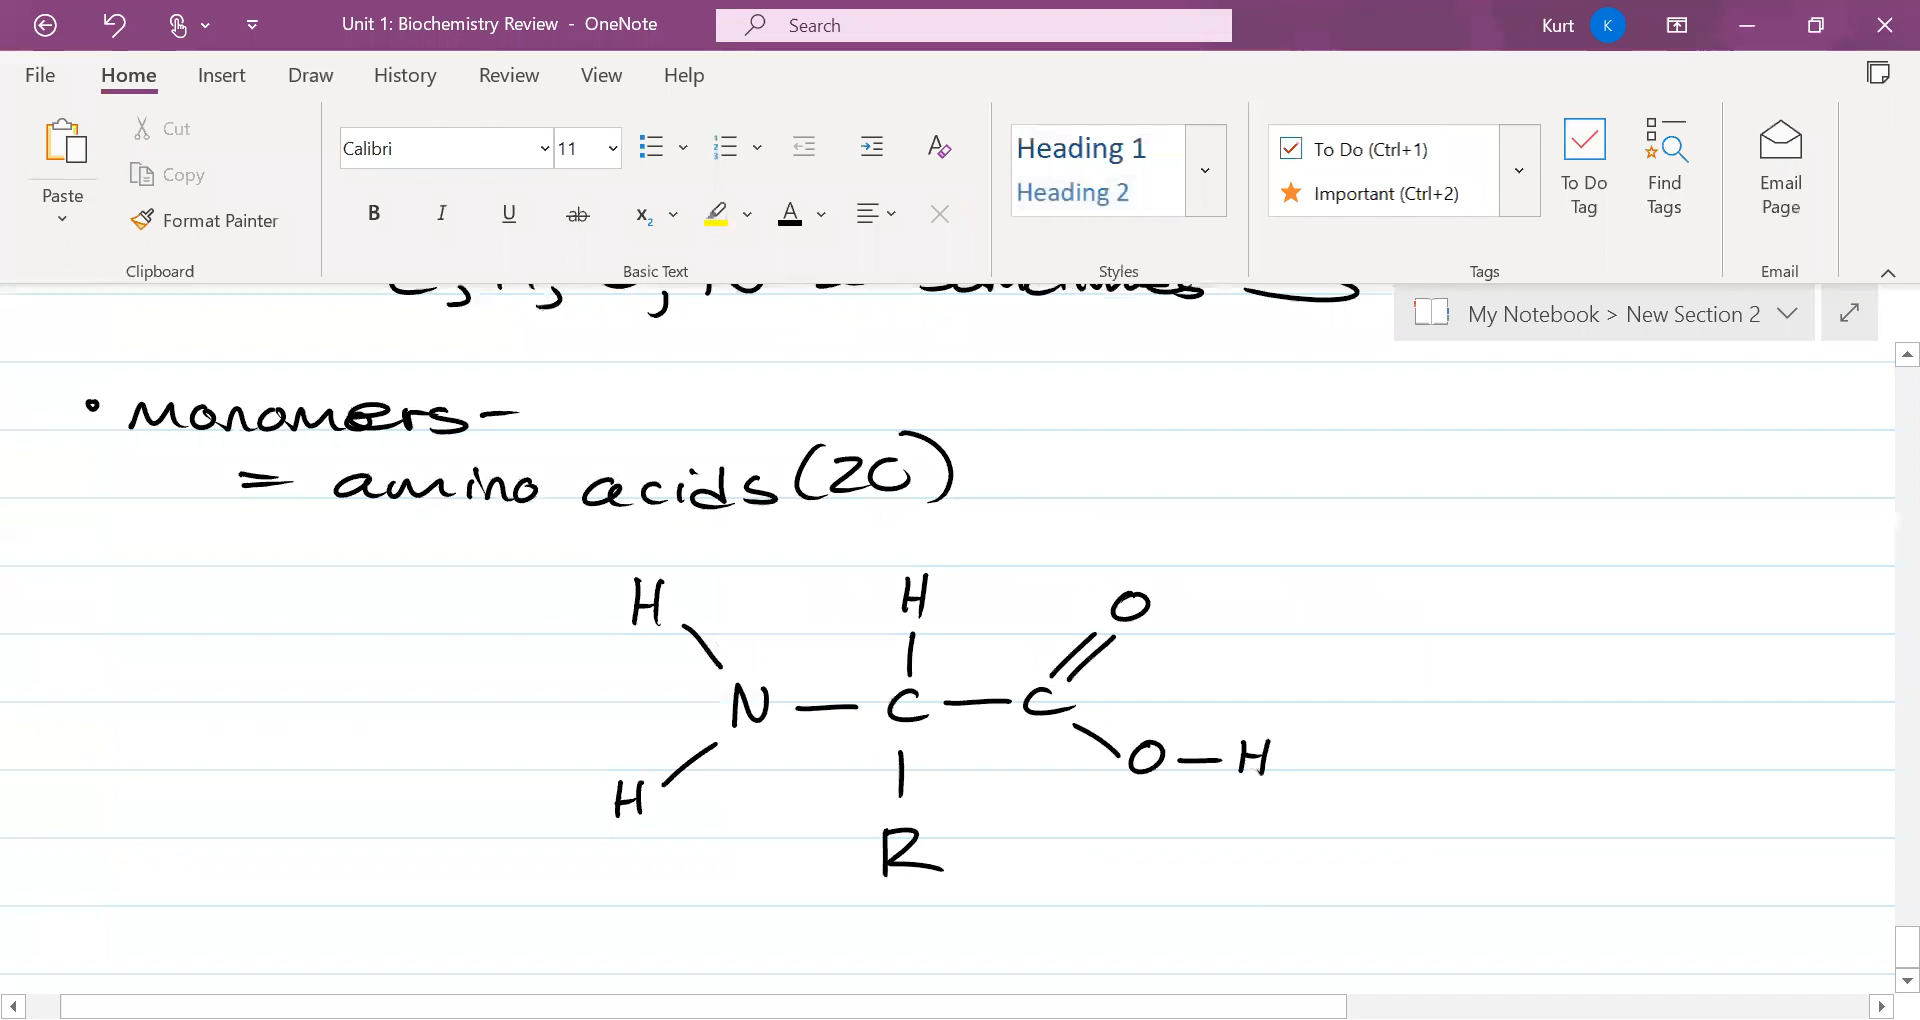 Unit 1: Biochemistry Review - OneNote
Search
Kurt
K
File Home Insert Draw History Review View Help
Paste
Cut
Copy
Format Painter
Clipboard
Calibri 11
B I U ab x₂ A
Basic Text
Heading 1
Heading 2
Styles
To Do (Ctrl+1)
Important (Ctrl+2)
To Do Tag
Find Tags
Tags
Email Page
Email
My Notebook > New Section 2
• Monomers-
= amino acids (20)
H H O
N — C — C
O — H
H
R